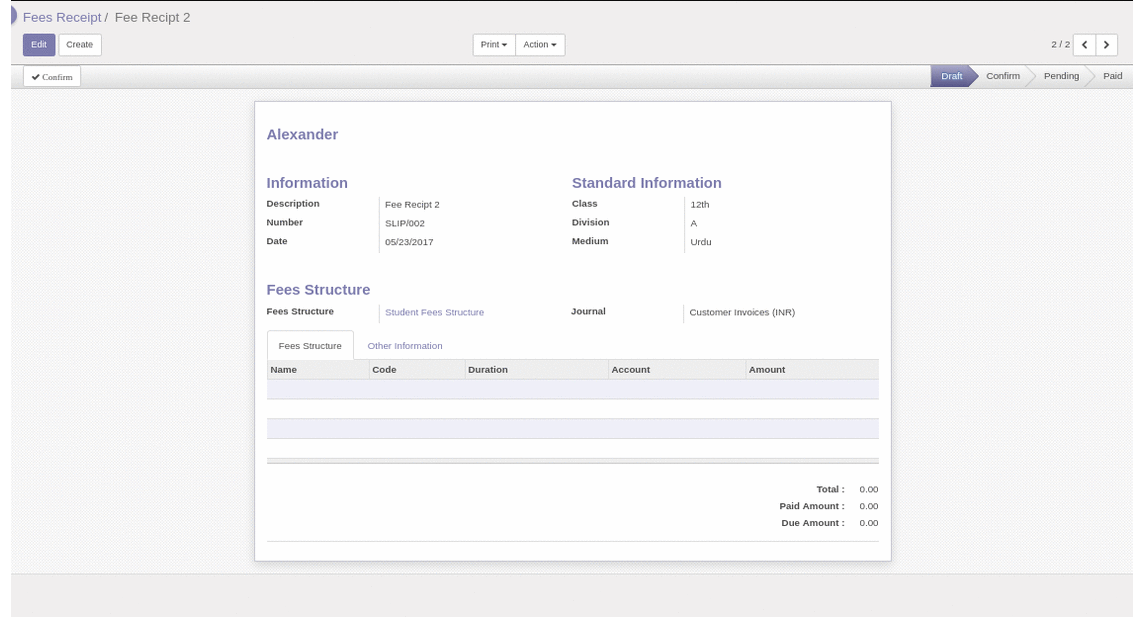 Fees Receipt / Fee Recipt 2
Edit Create Print Action 2 / 2
Confirm Draft Confirm Pending Paid
Alexander
Information Standard Information
Description Fee Recipt 2 Class 12th
Number SLIP/002 Division A
Date 05/23/2017 Medium Urdu
Fees Structure
Fees Structure Student Fees Structure Journal Customer Invoices (INR)
Fees Structure Other Information
Name Code Duration Account Amount
Total : 0.00
Paid Amount : 0.00
Due Amount : 0.00